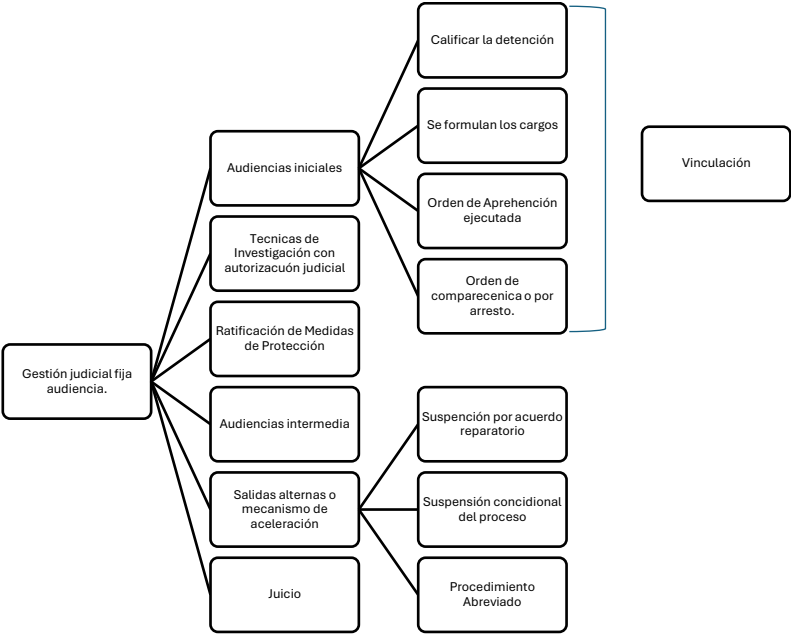 Gestión judicial fija
audiencia.
Audiencias iniciales
Calificar la detención
Se formulan los cargos
Orden de Aprehención
ejecutada
Orden de
comparecenica o por
arresto.
Vinculación
Tecnicas de
Investigación con
autorizacuón judicial
Ratificación de Medidas
de Protección
Audiencias intermedia
Salidas alternas o
mecanismo de
aceleración
Suspención por acuerdo
reparatorio
Suspensión concidional
del proceso
Procedimiento
Abreviado
Juicio